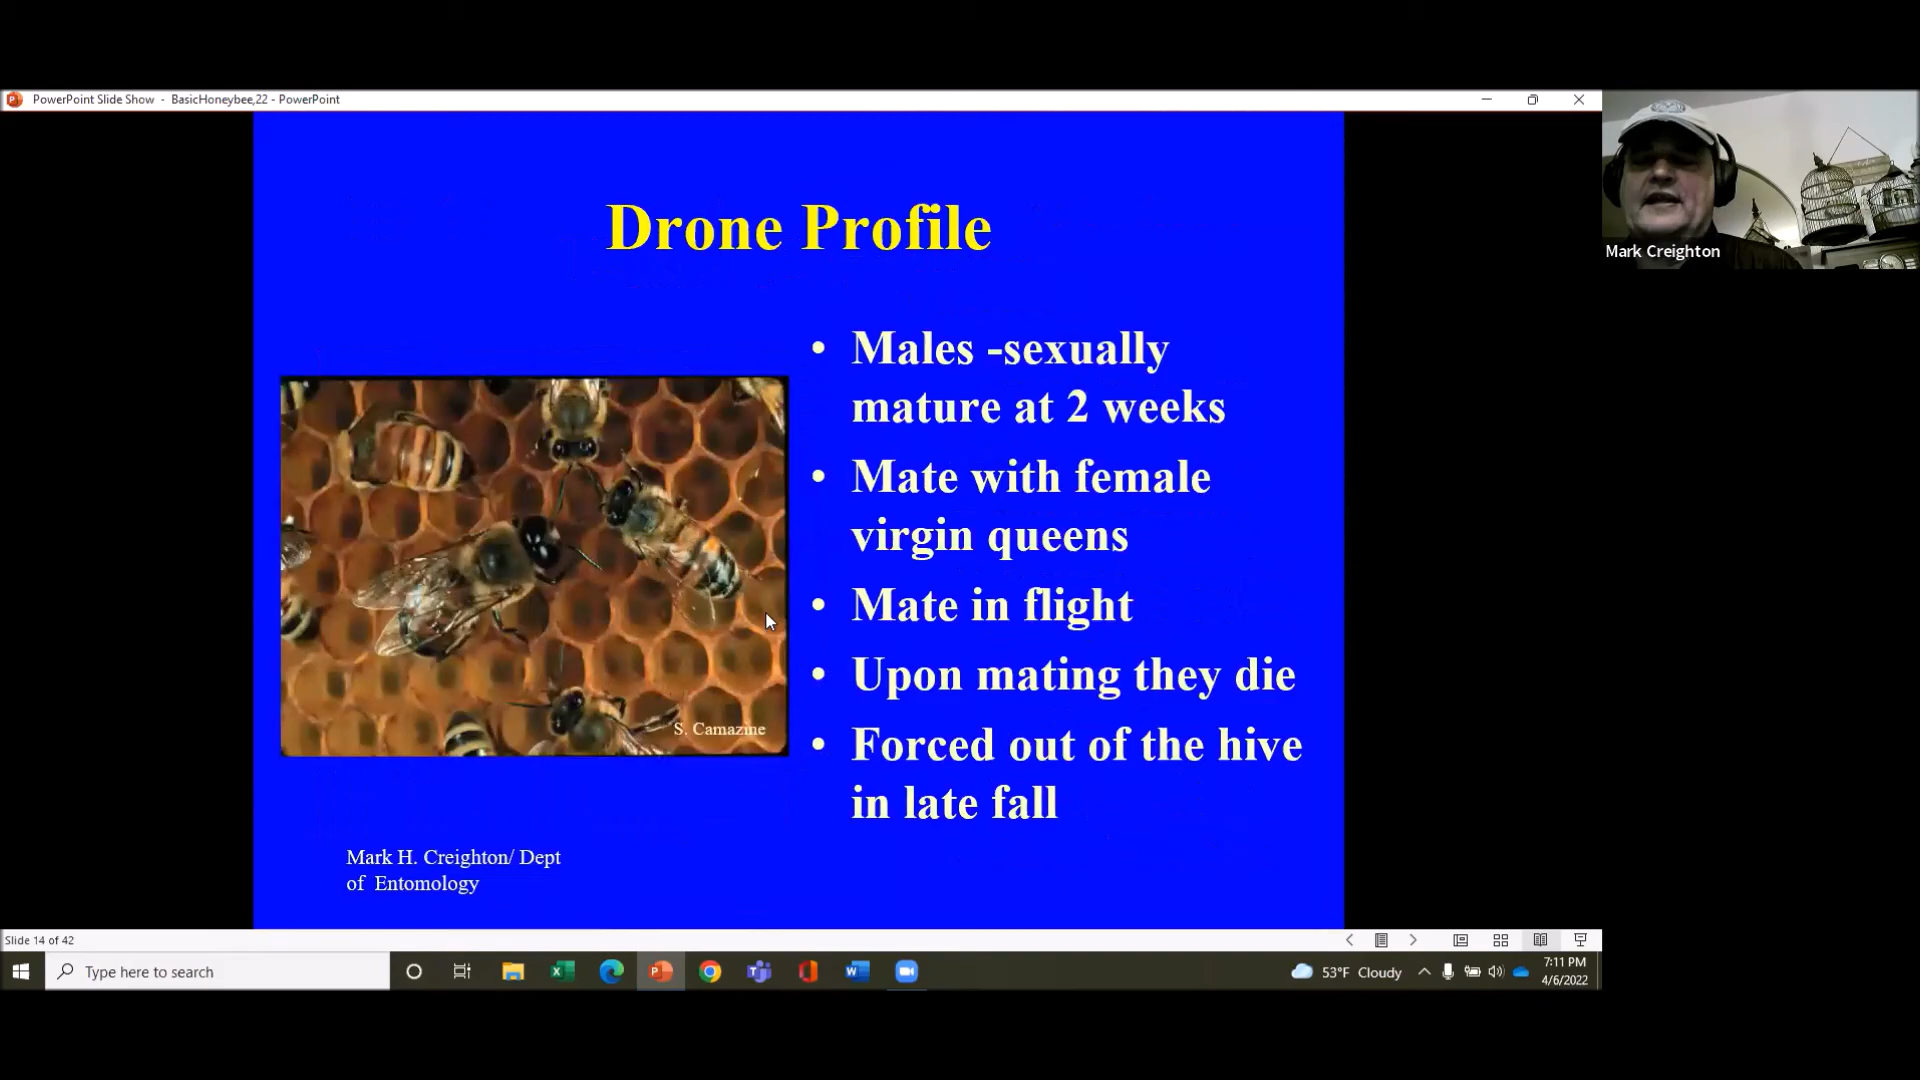 PowerPoint Slide Show - BasicHoneybee,22 - PowerPoint
Mark Creighton
Drone Profile
• Males -sexually
mature at 2 weeks
• Mate with female
virgin queens
• Mate in flight
• Upon mating they die
• Forced out of the hive
in late fall
S. Camazine
Mark H. Creighton/ Dept
of Entomology
Slide 14 of 42
Type here to search
53°F Cloudy
7:11 PM
4/6/2022